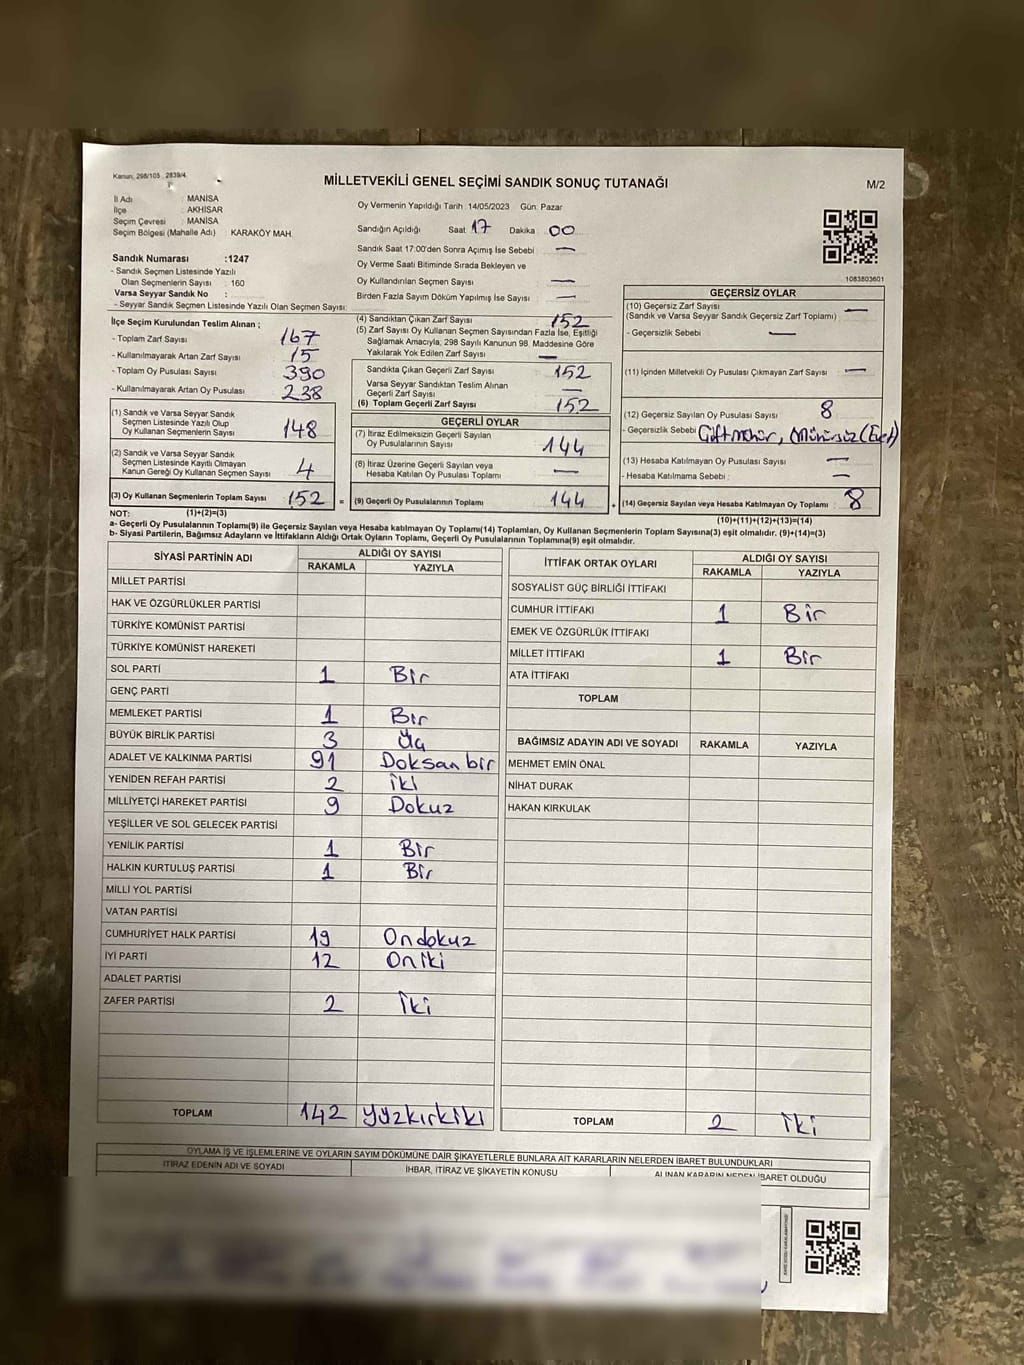 Kanun, 298/105 2839/4
MİLLETVEKİLİ GENEL SEÇİMİ SANDIK SONUÇ TUTANAĞI
M/2
İl Adı : MANİSA
İlçe : AKHİSAR
Seçim Çevresi : MANİSA
Seçim Bölgesi (Mahalle Adı) : KARAKÖY MAH.
Oy Vermenin Yapıldığı Tarih : 14/05/2023 Gün: Pazar
Sandığın Açıldığı Saat 17 Dakika 00
Sandık Saat 17:00'den Sonra Açımış İse Sebebi : —
Oy Verme Saati Bitiminde Sırada Bekleyen ve
Oy Kullandırılan Seçmen Sayısı : —
Birden Fazla Sayım Döküm Yapılmış İse Sayısı : —
1083803601
Sandık Numarası : 1247
- Sandık Seçmen Listesinde Yazılı
Olan Seçmenlerin Sayısı : 160
Varsa Seyyar Sandık No :
- Seyyar Sandık Seçmen Listesinde Yazılı Olan Seçmen Sayısı:
İlçe Seçim Kurulundan Teslim Alınan ;
- Toplam Zarf Sayısı : 167
- Kullanılmayarak Artan Zarf Sayısı : 15
- Toplam Oy Pusulası Sayısı : 390
- Kullanılmayarak Artan Oy Pusulası : 238
(1) Sandık ve Varsa Seyyar Sandık
Seçmen Listesinde Yazılı Olup
Oy Kullanan Seçmenlerin Sayısı : 148
(2) Sandık ve Varsa Seyyar Sandık
Seçmen Listesinde Kayıtlı Olmayan
Kanun Gereği Oy Kullanan Seçmen Sayısı : 4
(3) Oy Kullanan Seçmenlerin Toplam Sayısı : 152 =
(4) Sandıktan Çıkan Zarf Sayısı : 152
(5) Zarf Sayısı Oy Kullanan Seçmen Sayısından Fazla İse, Eşitliği
Sağlamak Amacıyla, 298 Sayılı Kanunun 98. Maddesine Göre
Yakılarak Yok Edilen Zarf Sayısı : —
Sandıkta Çıkan Geçerli Zarf Sayısı : 152
Varsa Seyyar Sandıktan Teslim Alınan
Geçerli Zarf Sayısı : —
(6) Toplam Geçerli Zarf Sayısı : 152
GEÇERLİ OYLAR
(7) İtiraz Edilmeksizin Geçerli Sayılan
Oy Pusulalarının Sayısı : 144
(8) İtiraz Üzerine Geçerli Sayılan veya
Hesaba Katılan Oy Pusulası Toplamı : —
(9) Geçerli Oy Pusulalarının Toplamı : 144 +
GEÇERSİZ OYLAR
(10) Geçersiz Zarf Sayısı : —
(Sandık ve Varsa Seyyar Sandık Geçersiz Zarf Toplamı)
- Geçersizlik Sebebi : —
(11) İçinden Milletvekili Oy Pusulası Çıkmayan Zarf Sayısı : —
(12) Geçersiz Sayılan Oy Pusulası Sayısı : 8
- Geçersizlik Sebebi : Çift mühür, Mühürsüz (Evet)
(13) Hesaba Katılmayan Oy Pusulası Sayısı : —
- Hesaba Katılmama Sebebi : —
(14) Geçersiz Sayılan veya Hesaba Katılmayan Oy Toplamı : 8
NOT: (1)+(2)=(3)
(10)+(11)+(12)+(13)=(14)
a- Geçerli Oy Pusulalarının Toplamı(9) ile Geçersiz Sayılan veya Hesaba katılmayan Oy Toplamı(14) Toplamları, Oy Kullanan Seçmenlerin Toplam Sayısına(3) eşit olmalıdır. (9)+(14)=(3)
b- Siyasi Partilerin, Bağımsız Adayların ve İttifakların Aldığı Ortak Oyların Toplamı, Geçerli Oy Pusulalarının Toplamına(9) eşit olmalıdır.
SİYASİ PARTİNİN ADI ALDIĞI OY SAYISI
RAKAMLA YAZIYLA
MİLLET PARTİSİ
HAK VE ÖZGÜRLÜKLER PARTİSİ
TÜRKİYE KOMÜNİST PARTİSİ
TÜRKİYE KOMÜNİST HAREKETİ
SOL PARTİ 1 Bir
GENÇ PARTİ
MEMLEKET PARTİSİ 1 Bir
BÜYÜK BİRLİK PARTİSİ 3 Üç
ADALET VE KALKINMA PARTİSİ 91 Doksan bir
YENİDEN REFAH PARTİSİ 2 İki
MİLLİYETÇİ HAREKET PARTİSİ 9 Dokuz
YEŞİLLER VE SOL GELECEK PARTİSİ
YENİLİK PARTİSİ 1 Bir
HALKIN KURTULUŞ PARTİSİ 1 Bir
MİLLİ YOL PARTİSİ
VATAN PARTİSİ
CUMHURİYET HALK PARTİSİ 19 Ondokuz
İYİ PARTİ 12 Oniki
ADALET PARTİSİ
ZAFER PARTİSİ 2 İki
TOPLAM 142 Yüzkırkiki
İTTİFAK ORTAK OYLARI ALDIĞI OY SAYISI
RAKAMLA YAZIYLA
SOSYALİST GÜÇ BİRLİĞİ İTTİFAKI
CUMHUR İTTİFAKI 1 Bir
EMEK VE ÖZGÜRLÜK İTTİFAKI
MİLLET İTTİFAKI 1 Bir
ATA İTTİFAKI
TOPLAM
BAĞIMSIZ ADAYIN ADI VE SOYADI RAKAMLA YAZIYLA
MEHMET EMİN ÖNAL
NİHAT DURAK
HAKAN KIRKULAK
TOPLAM 2 İki
OYLAMA İŞ VE İŞLEMLERİNE VE OYLARIN SAYIM DÖKÜMÜNE DAİR ŞİKAYETLERLE BUNLARA AİT KARARLARIN NELERDEN İBARET BULUNDUKLARI
İTİRAZ EDENİN ADI VE SOYADI
İHBAR, İTİRAZ VE ŞİKAYETİN KONUSU
ALINAN KARARIN NEDEN İBARET OLDUĞU